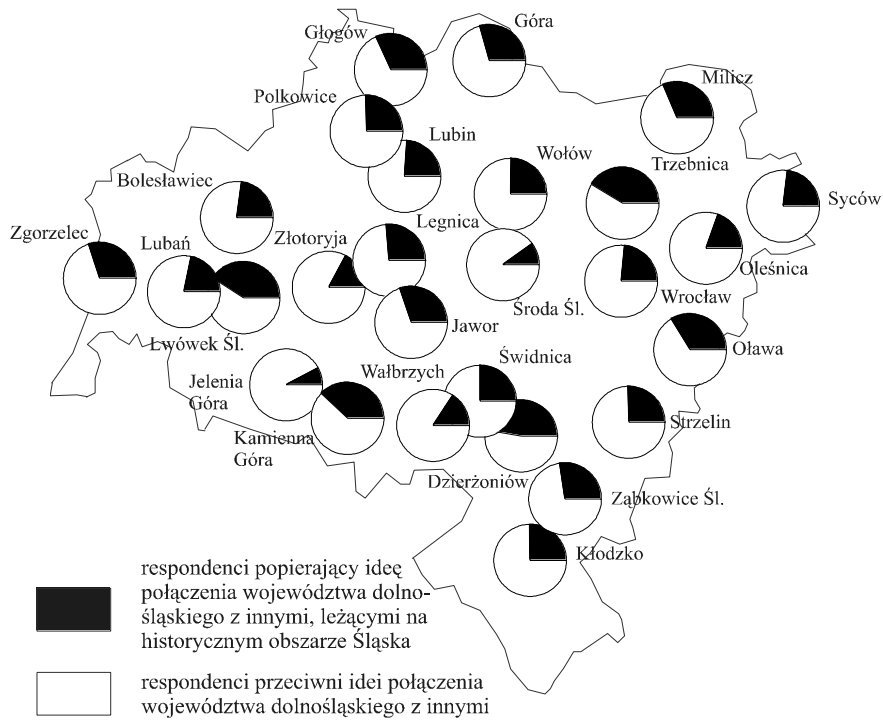 Głogów
Góra
Milicz
Polkowice
Lubin
Wołów
Trzebnica
Bolesławiec
Syców
Legnica
Zgorzelec
Lubań
Złotoryja
Oleśnica
Środa Śl.
Wrocław
Jawor
Lwówek Śl.
Oława
Wałbrzych
Świdnica
Jelenia
Góra
Strzelin
Kamienna
Góra
Dzierżoniów
Ząbkowice Śl.
Kłodzko
respondenci popierający ideę
połączenia województwa dolno-
śląskiego z innymi, leżącymi na
historycznym obszarze Śląska
respondenci przeciwni idei połączenia
województwa dolnośląskiego z innymi